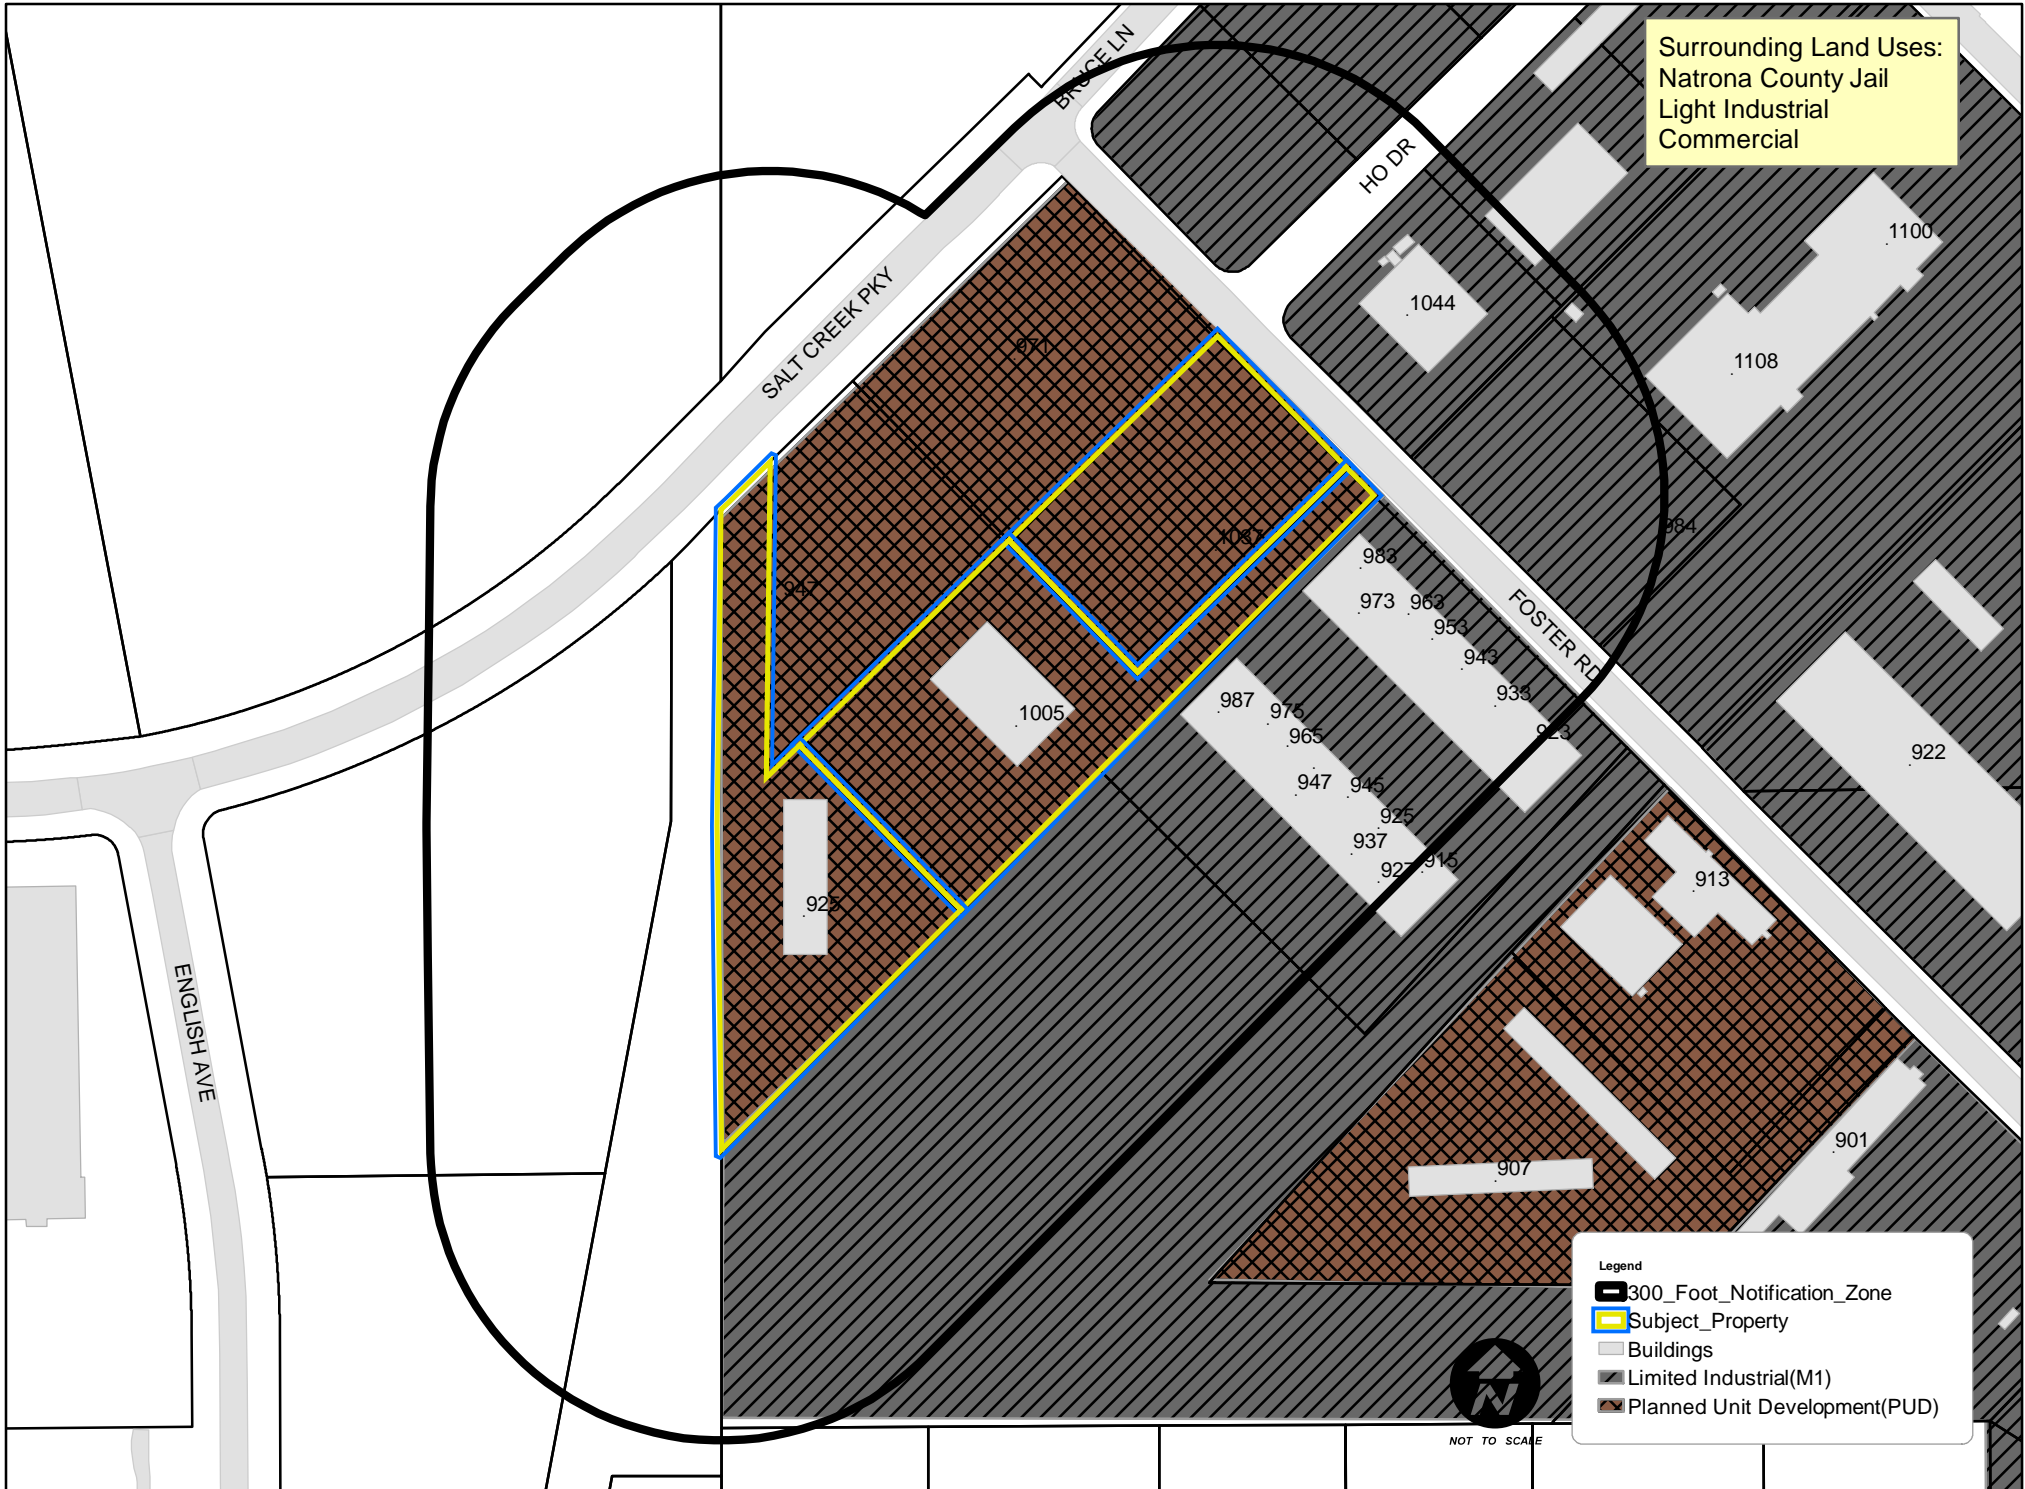 Surrounding Land Uses:
Natrona County Jail
Light Industrial
Commercial
BRUCE LN
HO DR
SALT CREEK PKY
FOSTER RD
ENGLISH AVE
1100
1044
1108
971
984
983
973
963
953
943
933
923
947
1005
987
975
965
947
945
925
937
927
915
922
925
913
907
901
Legend
300_Foot_Notification_Zone
Subject_Property
Buildings
Limited Industrial(M1)
Planned Unit Development(PUD)
N
NOT TO SCALE